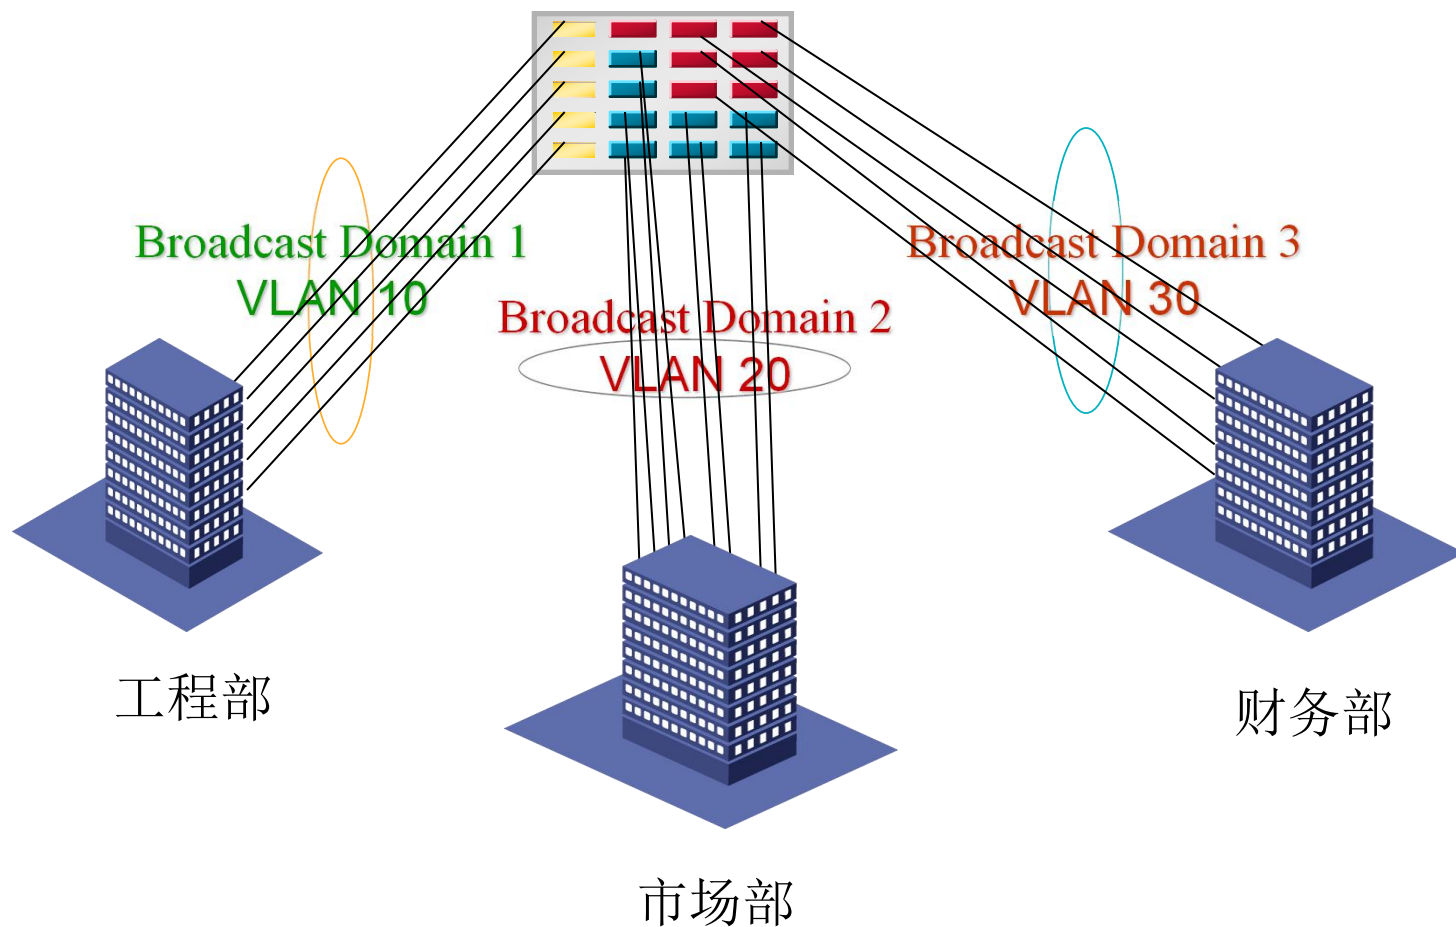 Broadcast Domain 1
VLAN 10
Broadcast Domain 2
VLAN 20
Broadcast Domain 3
VLAN 30
工程部
市场部
财务部